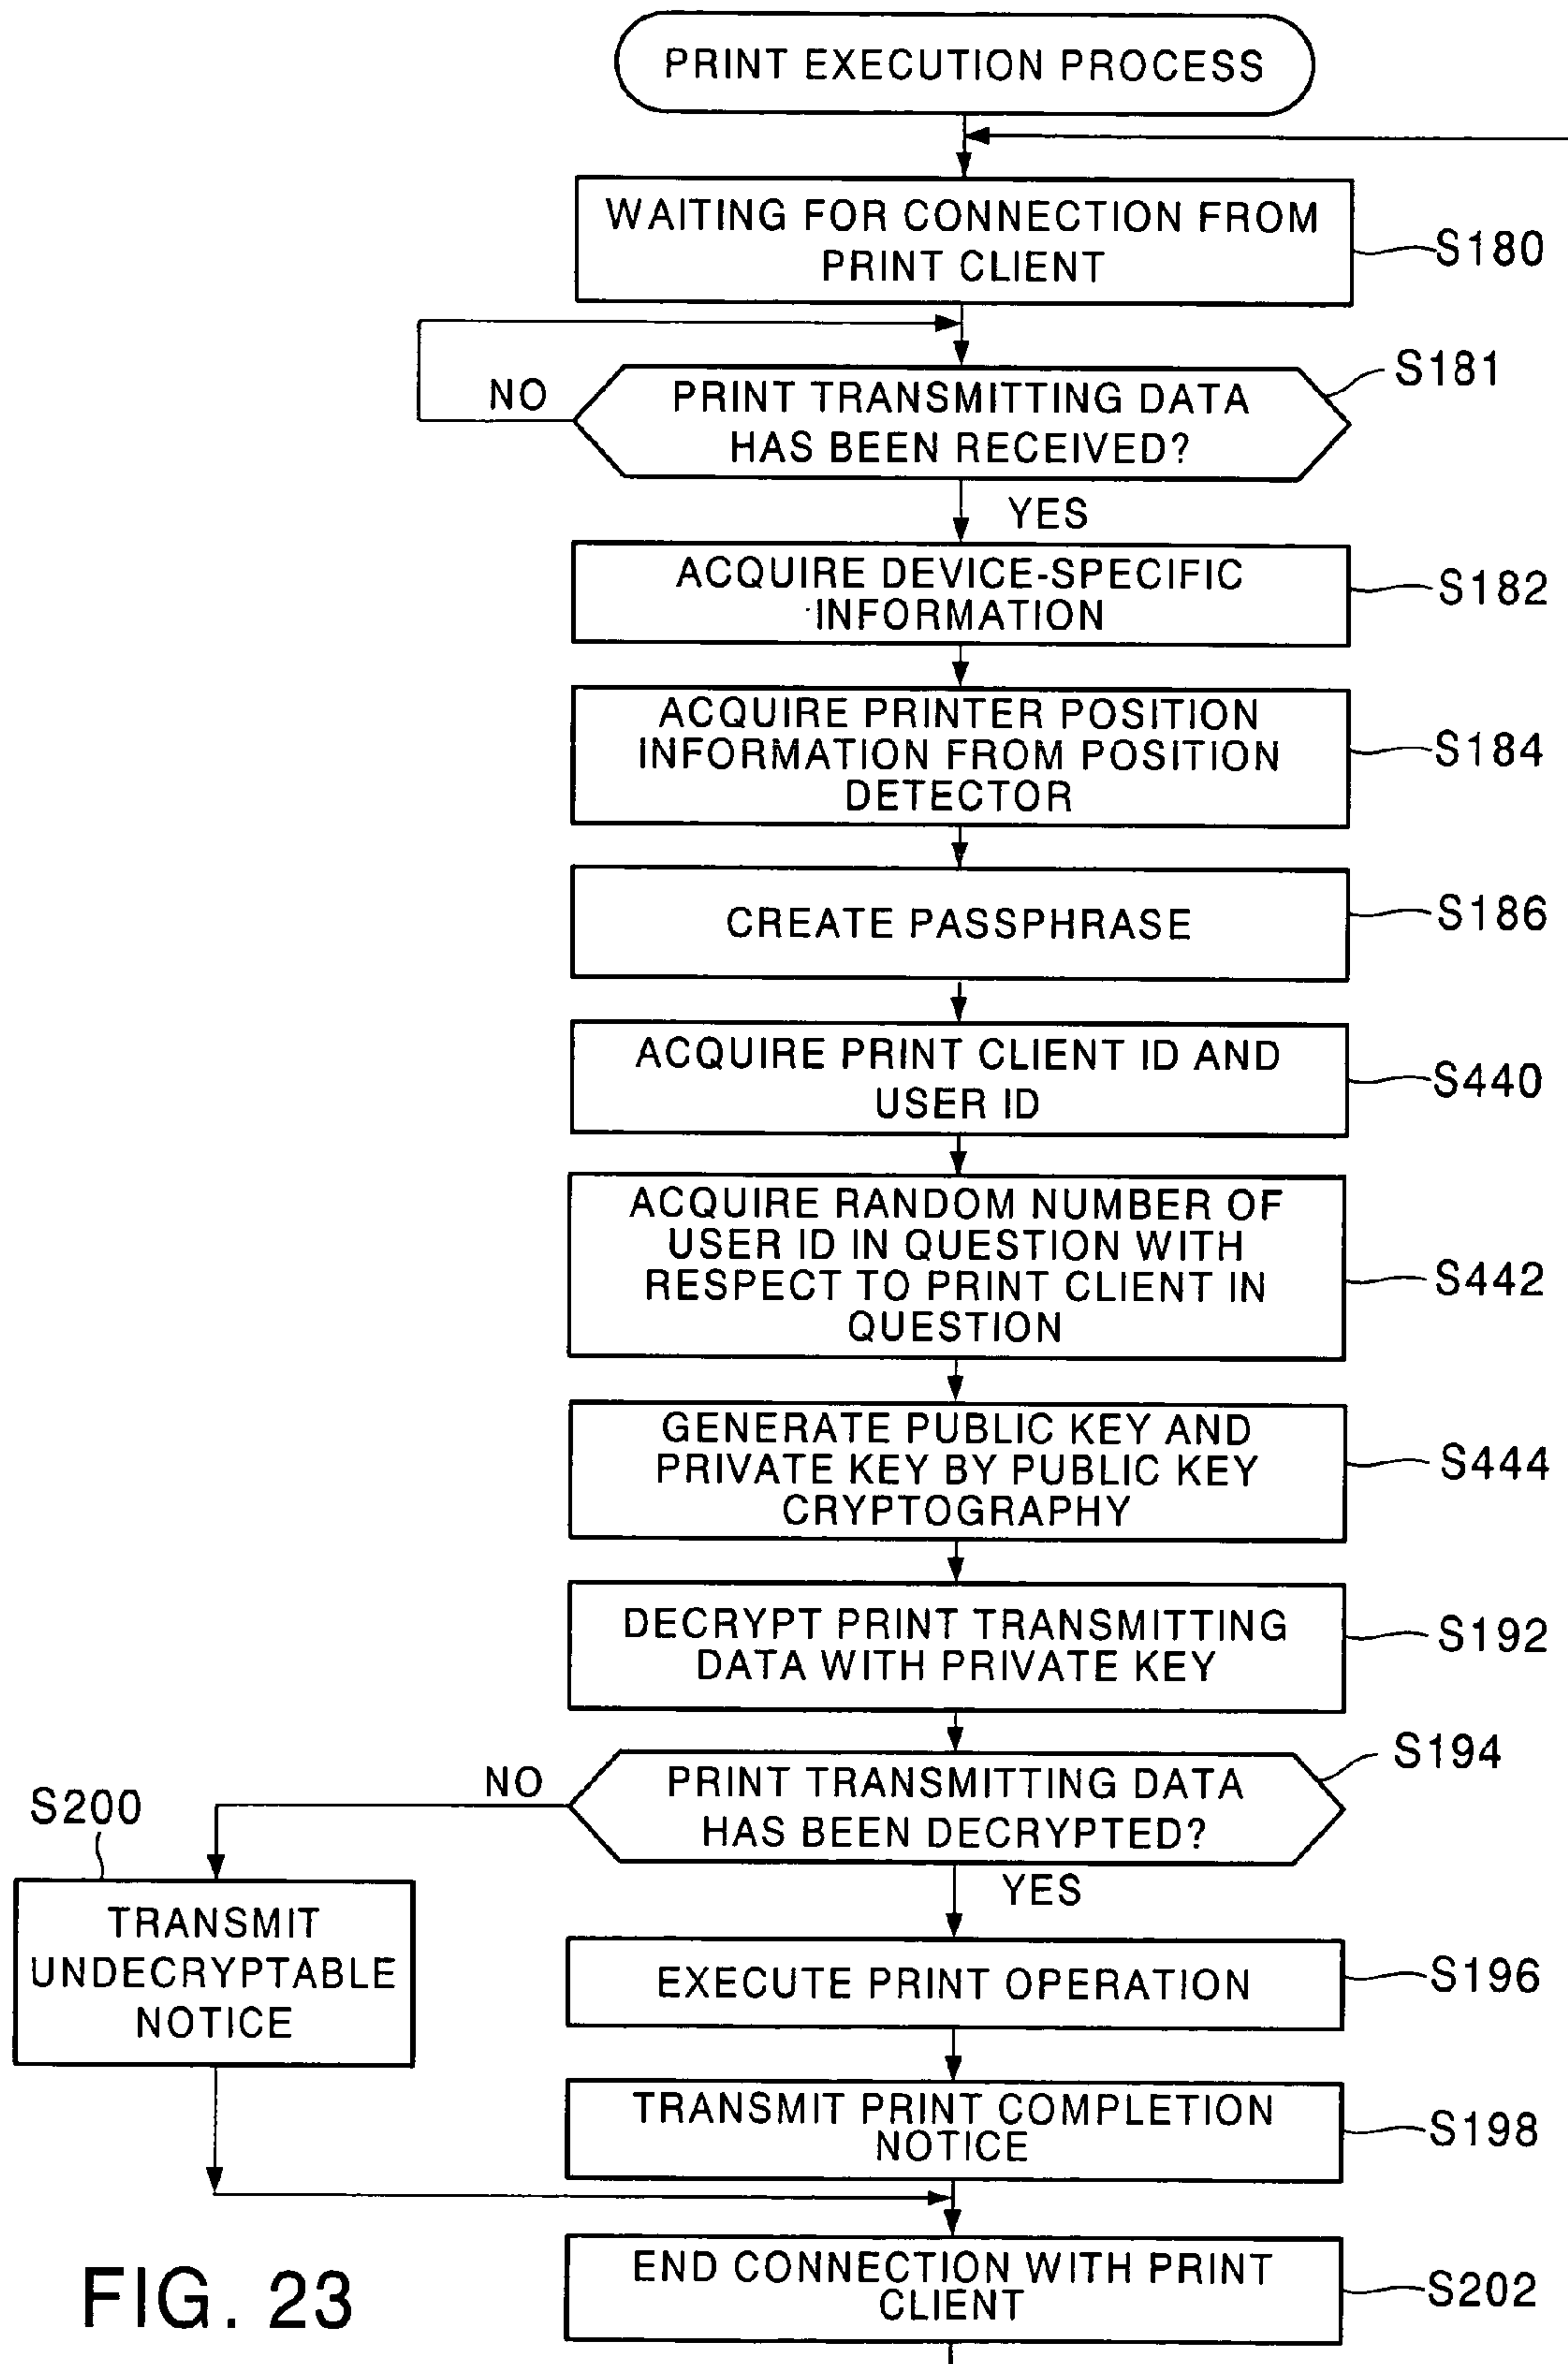 PRINT EXECUTION PROCESS
WAITING FOR CONNECTION FROM
PRINT CLIENT
S180
S181
NO
PRINT TRANSMITTING DATA
HAS BEEN RECEIVED?
YES
ACQUIRE DEVICE-SPECIFIC
INFORMATION
S182
ACQUIRE PRINTER POSITION
INFORMATION FROM POSITION
DETECTOR
S184
CREATE PASSPHRASE
S186
ACQUIRE PRINT CLIENT ID AND
USER ID
S440
ACQUIRE RANDOM NUMBER OF
USER ID IN QUESTION WITH
RESPECT TO PRINT CLIENT IN
QUESTION
S442
GENERATE PUBLIC KEY AND
PRIVATE KEY BY PUBLIC KEY
CRYPTOGRAPHY
S444
DECRYPT PRINT TRANSMITTING
DATA WITH PRIVATE KEY
S192
S194
NO
PRINT TRANSMITTING DATA
HAS BEEN DECRYPTED?
YES
S200
TRANSMIT
UNDECRYPTABLE
NOTICE
EXECUTE PRINT OPERATION
S196
TRANSMIT PRINT COMPLETION
NOTICE
S198
END CONNECTION WITH PRINT
CLIENT
S202
FIG. 23